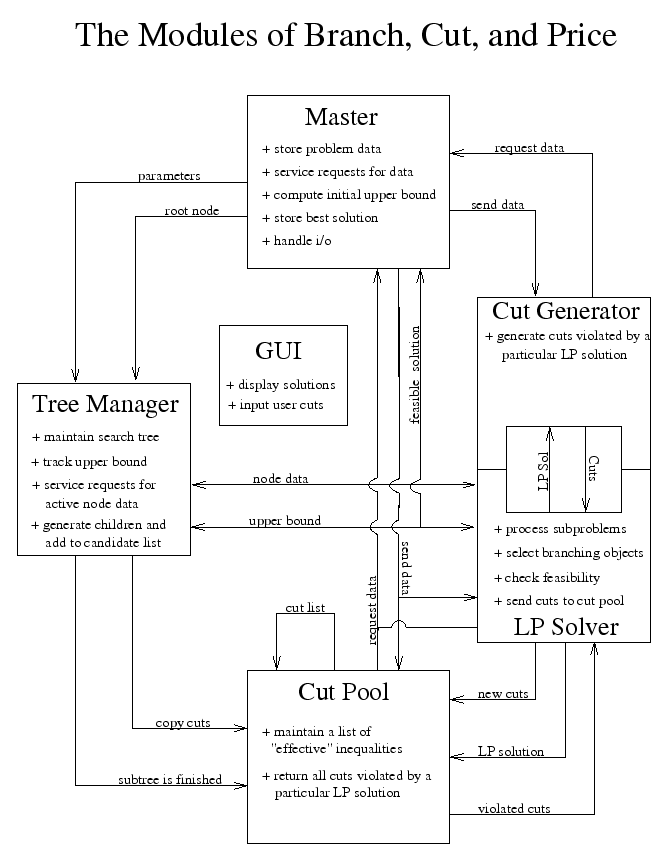 The Modules of Branch, Cut, and Price
Master
+ store problem data
+ service requests for data
+ compute initial upper bound
+ store best solution
+ handle i/o
request data
send data
parameters
root node
Cut Generator
+ generate cuts violated by a
particular LP solution
GUI
+ display solutions
+ input user cuts
feasible solution
Tree Manager
+ maintain search tree
+ track upper bound
+ service requests for
active node data
+ generate children and
add to candidate list
node data
upper bound
LP Sol
Cuts
+ process subproblems
+ select branching objects
+ check feasibility
+ send cuts to cut pool
LP Solver
request data
send data
cut list
Cut Pool
+ maintain a list of
"effective" inequalities
+ return all cuts violated by a
particular LP solution
copy cuts
subtree is finished
new cuts
LP solution
violated cuts